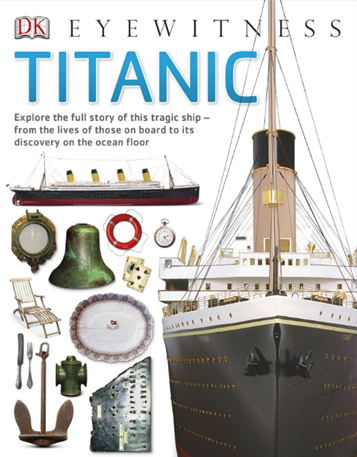 DK EYEWITNESS
TITANIC
Explore the full story of this tragic ship –
from the lives of those on board to its
discovery on the ocean floor